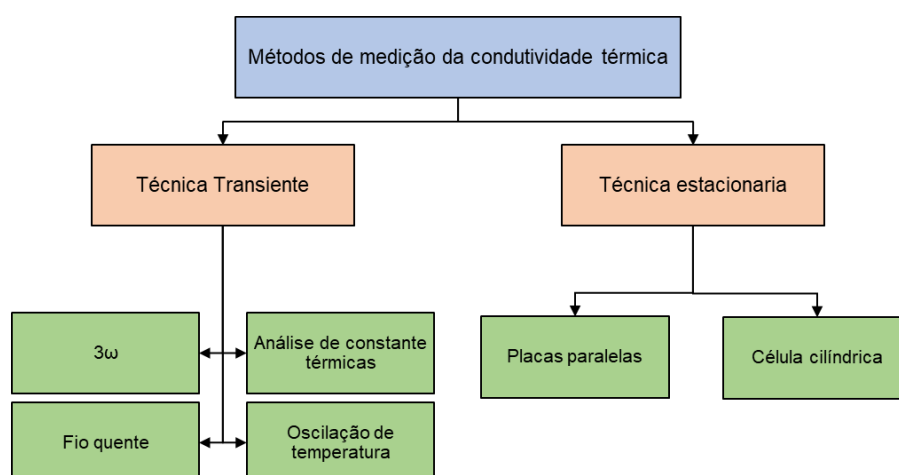 Métodos de medição da condutividade térmica
Técnica Transiente
Técnica estacionaria
3ω
Análise de constante
térmicas
Placas paralelas
Célula cilíndrica
Fio quente
Oscilação de
temperatura